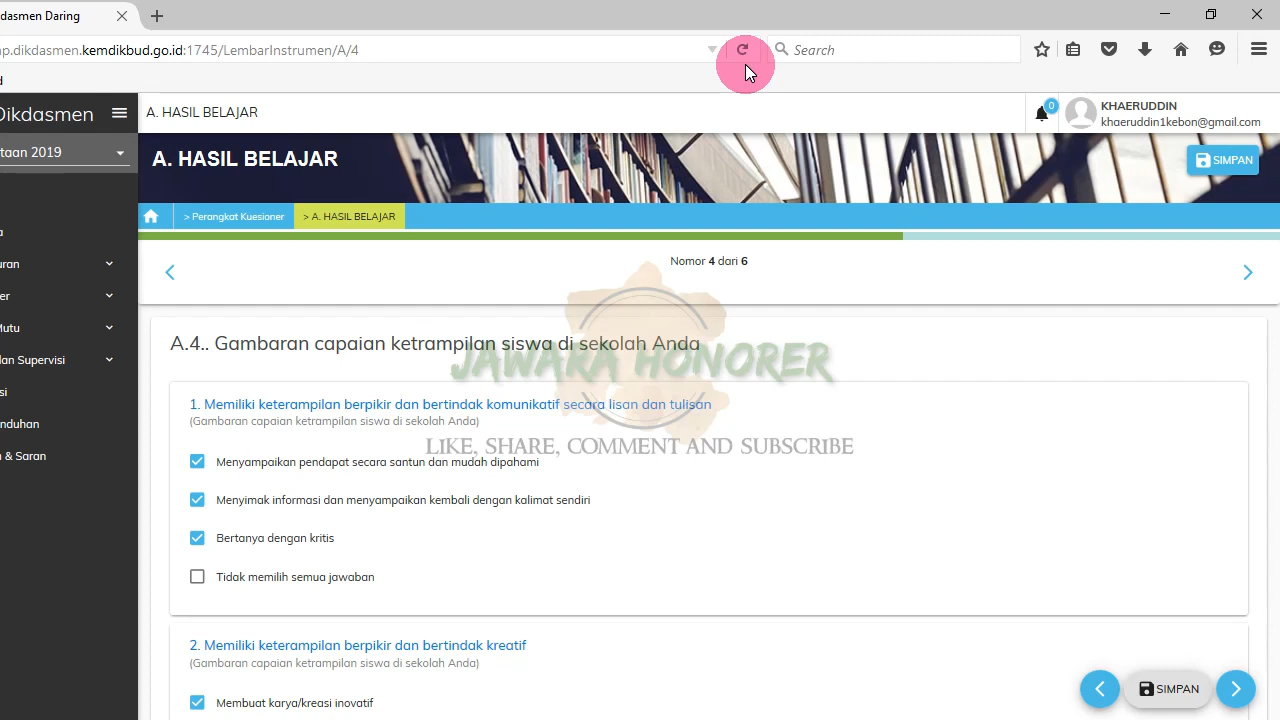 dasmen Daring
p.dikdasmen.kemdikbud.go.id:1745/LembarInstrumen/A/4
Search
d
Dikdasmen
A. HASIL BELAJAR
0
KHAERUDDIN
khaeruddin1kebon@gmail.com
taan 2019
A. HASIL BELAJAR
SIMPAN
> Perangkat Kuesioner
> A. HASIL BELAJAR
a
uran
er
Mutu
dan Supervisi
si
nduhan
n & Saran
Nomor 4 dari 6
A.4.. Gambaran capaian ketrampilan siswa di sekolah Anda
JAWARA HONORER
1. Memiliki keterampilan berpikir dan bertindak komunikatif secara lisan dan tulisan
(Gambaran capaian ketrampilan siswa di sekolah Anda)
LIKE, SHARE, COMMENT AND SUBSCRIBE
Menyampaikan pendapat secara santun dan mudah dipahami
Menyimak informasi dan menyampaikan kembali dengan kalimat sendiri
Bertanya dengan kritis
Tidak memilih semua jawaban
2. Memiliki keterampilan berpikir dan bertindak kreatif
(Gambaran capaian ketrampilan siswa di sekolah Anda)
Membuat karya/kreasi inovatif
SIMPAN